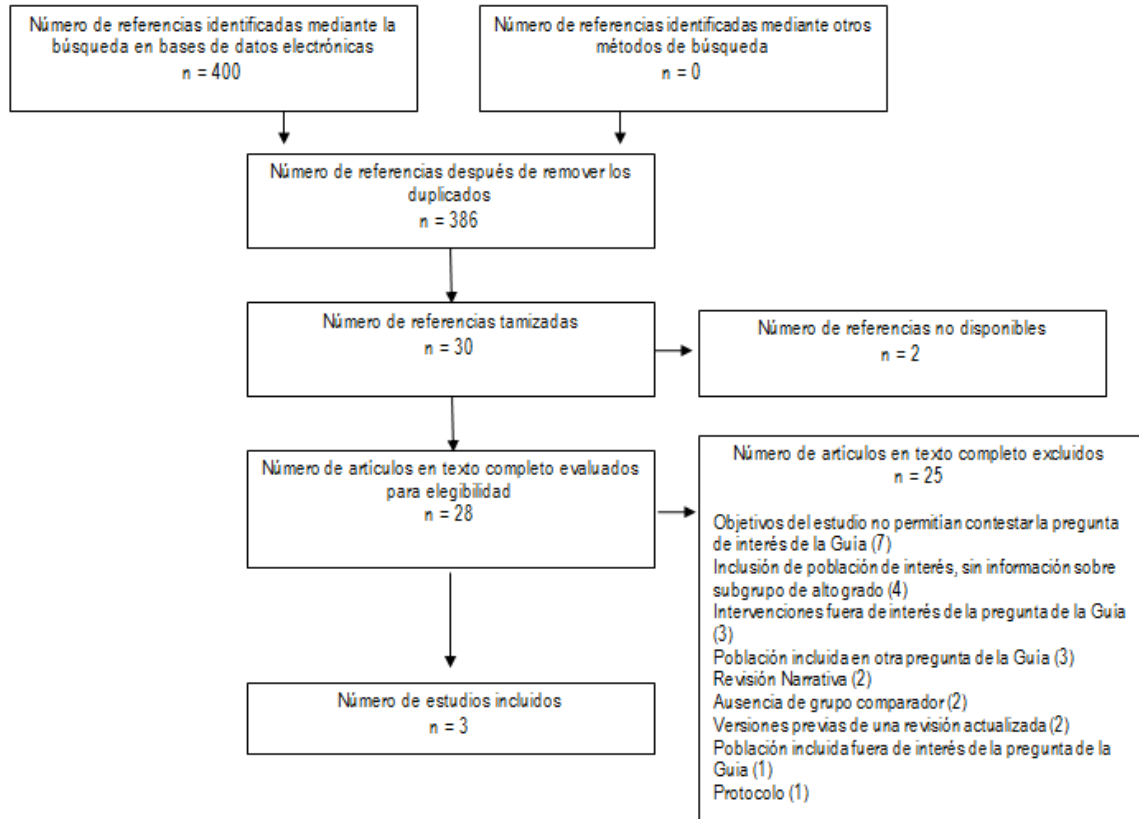 Número de referencias identificadas mediante la
búsqueda en bases de datos electrónicas
n = 400
Número de referencias identificadas mediante otros
métodos de búsqueda
n = 0
Número de referencias después de remover los
duplicados
n = 386
Número de referencias tamizadas
n = 30
Número de referencias no disponibles
n = 2
Número de artículos en texto completo evaluados
para elegibilidad
n = 28
Número de artículos en texto completo excluidos
n = 25
Objetivos del estudio no permitían contestar la pregunta
de interés de la Guía (7)
Inclusión de población de interés, sin información sobre
subgrupo de alto grado (4)
Intervenciones fuera de interés de la pregunta de la Guía
(3)
Población incluida en otra pregunta de la Guía (3)
Revisión Narrativa (2)
Ausencia de grupo comparador (2)
Versiones previas de una revisión actualizada (2)
Población incluida fuera de interés de la pregunta de la
Guia (1)
Protocolo (1)
Número de estudios incluidos
n = 3